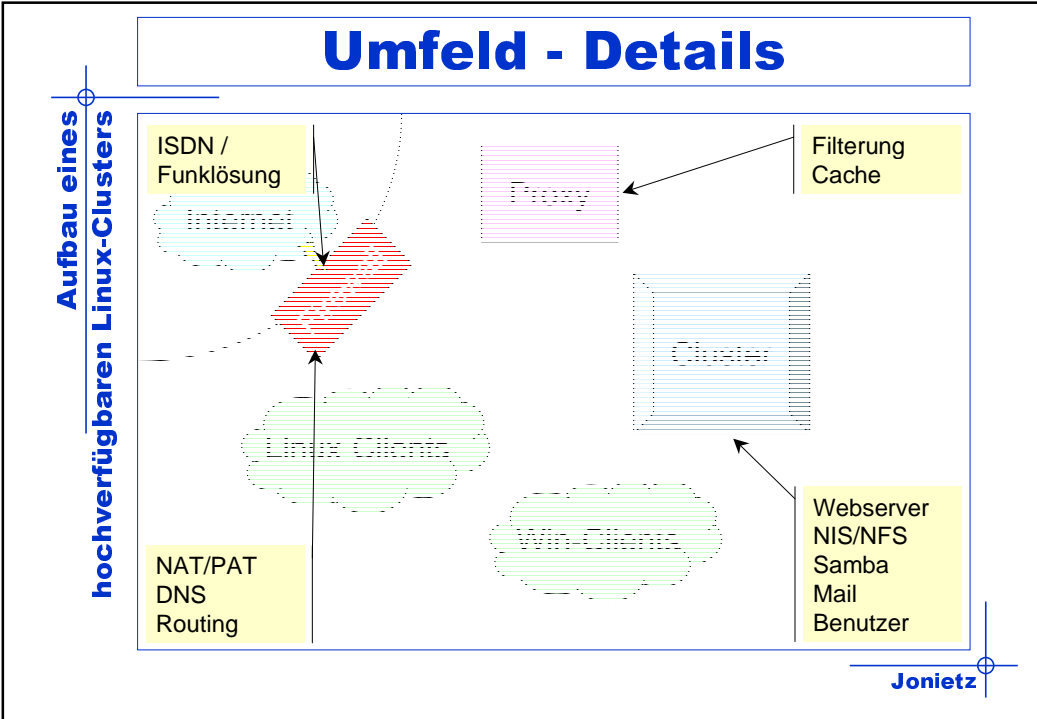 Umfeld - Details
Aufbau eines
hochverfügbaren Linux-Clusters
ISDN /
Funklösung
Internet
Proxy
Filterung
Cache
Cluster
Linux-Clients
Win-Clients
NAT/PAT
DNS
Routing
Webserver
NIS/NFS
Samba
Mail
Benutzer
Jonietz